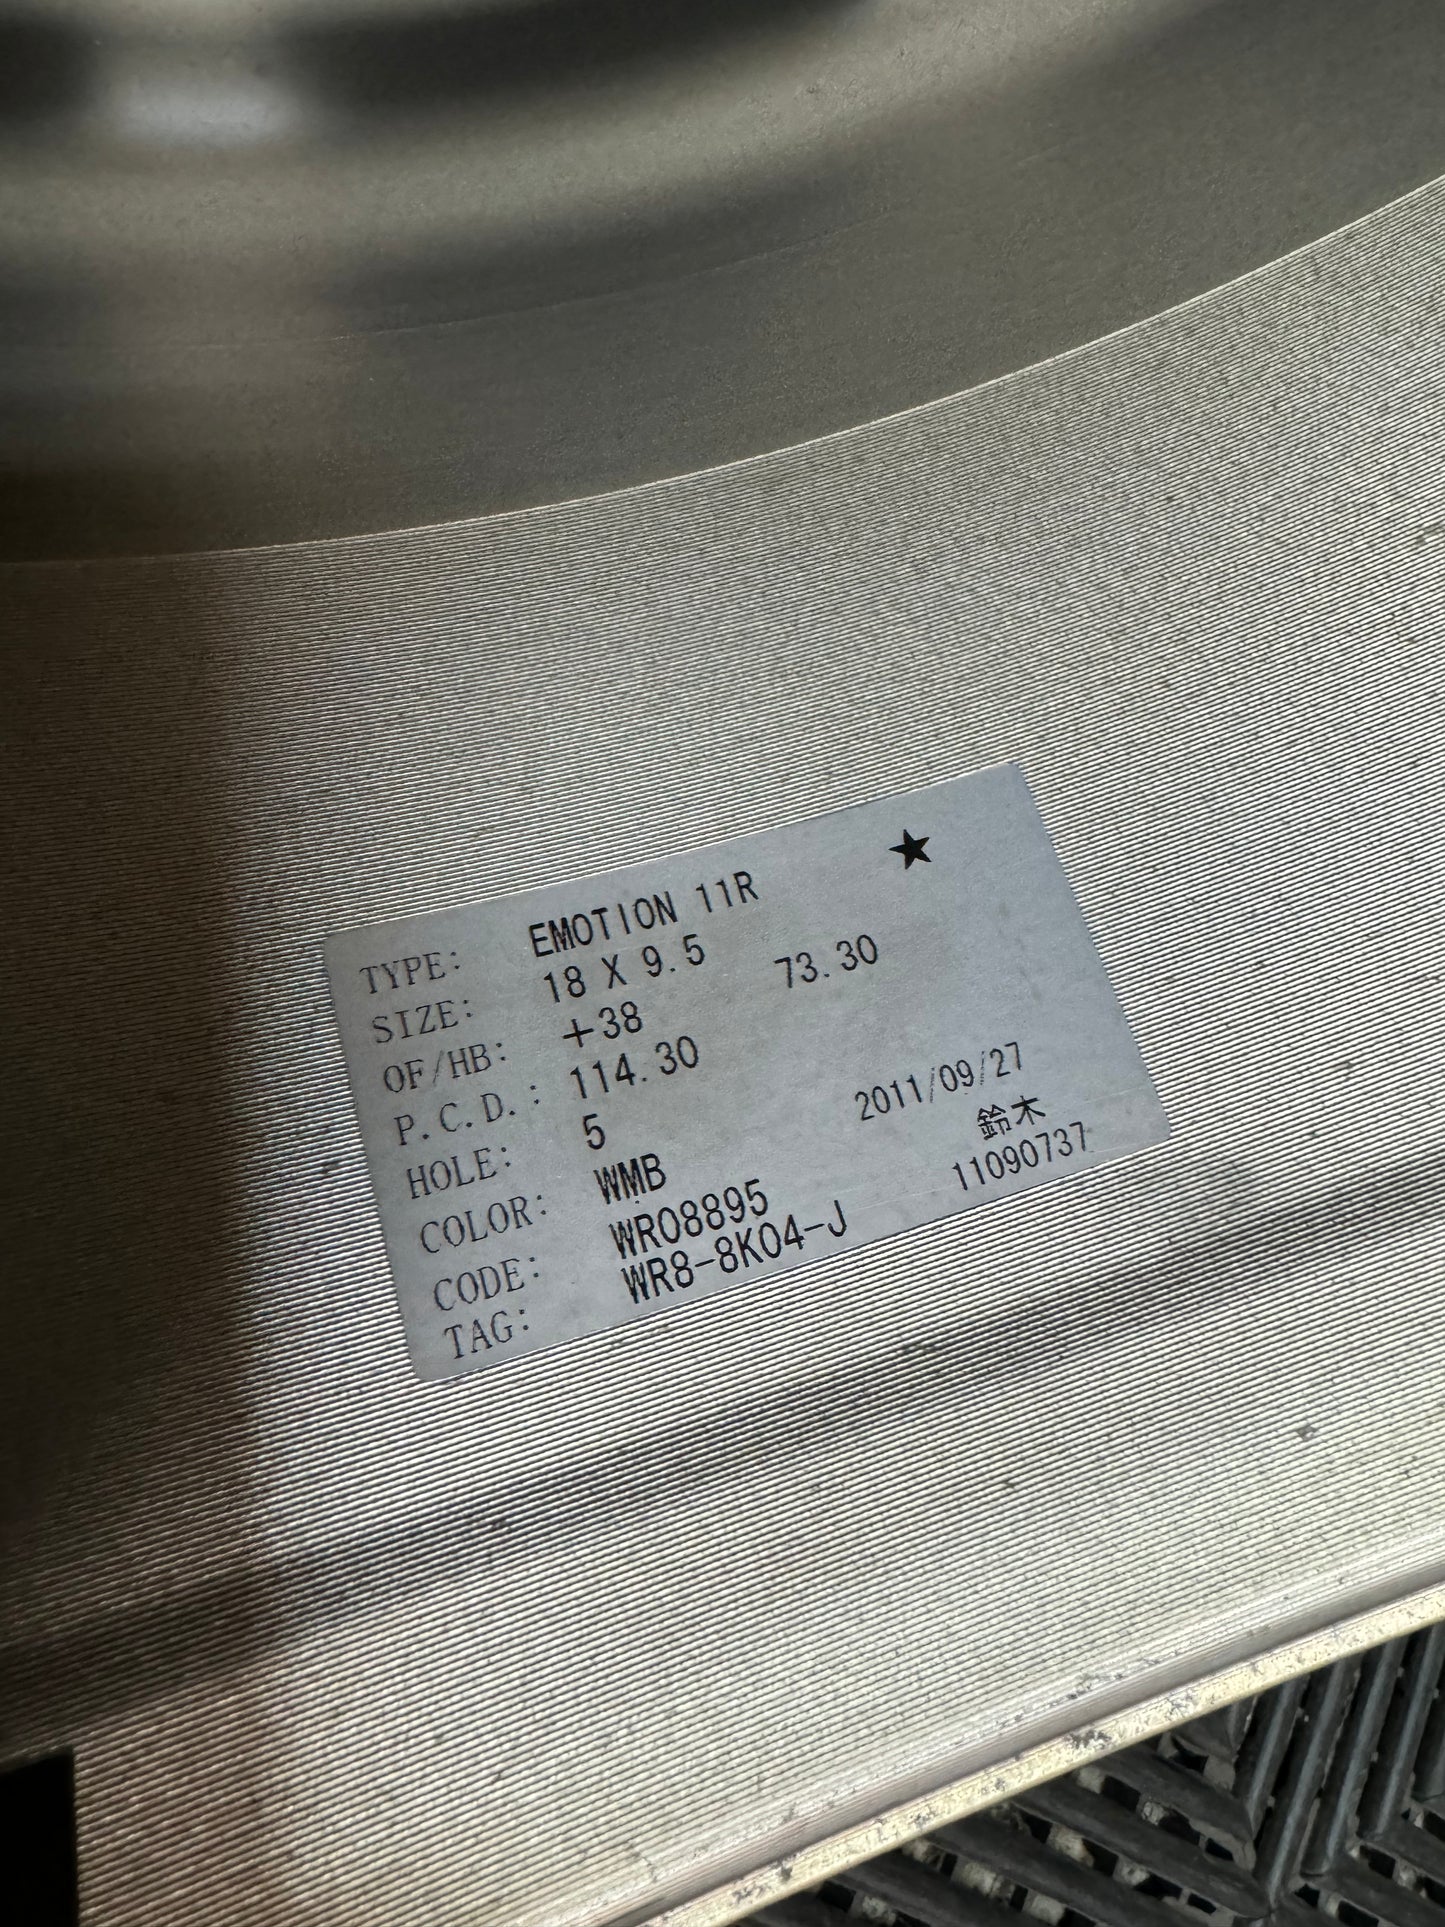 ★
TYPE: EMOTION 11R
SIZE: 18 X 9.5
OF/HB: +38 73.30
P.C.D.: 114.30
HOLE: 5 2011/09/27
COLOR: WMB 鈴木
CODE: WR08895 11090737
TAG: WR8-8K04-J